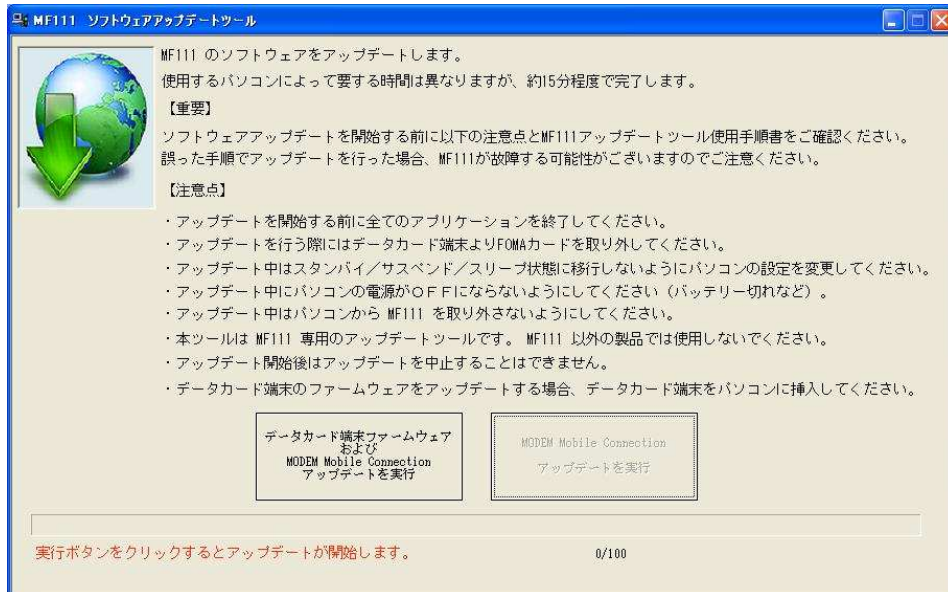 MF111 ソフトウェアアップデートツール
MF111 のソフトウェアをアップデートします。
使用するパソコンによって要する時間は異なりますが、約15分程度で完了します。
【重要】
ソフトウェアアップデートを開始する前に以下の注意点とMF111アップデートツール使用手順書をご確認ください。
誤った手順でアップデートを行った場合、MF111が故障する可能性がございますのでご注意ください。
【注意点】
・アップデートを開始する前に全てのアプリケーションを終了してください。
・アップデートを行う際にはデータカード端末よりFOMAカードを取り外してください。
・アップデート中はスタンバイ／サスペンド／スリープ状態に移行しないようにパソコンの設定を変更してください。
・アップデート中にパソコンの電源がＯＦＦにならないようにしてください（バッテリー切れなど）。
・アップデート中はパソコンから MF111 を取り外さないようにしてください。
・本ツールは MF111 専用のアップデートツールです。 MF111 以外の製品では使用しないでください。
・アップデート開始後はアップデートを中止することはできません。
・データカード端末のファームウェアをアップデートする場合、データカード端末をパソコンに挿入してください。
データカード端末ファームウェア
および
MODEM Mobile Connection
アップデートを実行
MODEM Mobile Connection
アップデートを実行
実行ボタンをクリックするとアップデートが開始します。
0/100